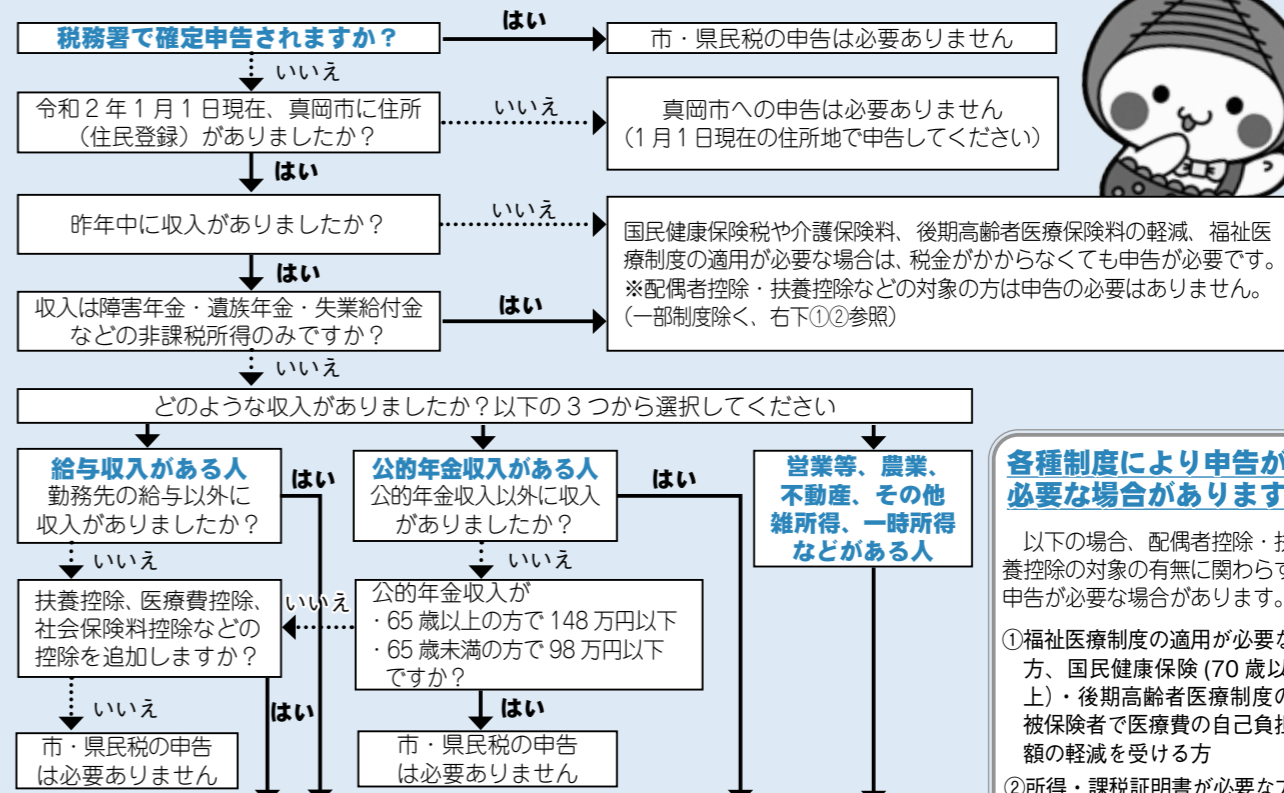 税務署で確定申告されますか？
はい
市・県民税の申告は必要ありません
いいえ
令和２年１月１日現在、真岡市に住所
（住民登録）がありましたか？
いいえ
真岡市への申告は必要ありません
（1月1日現在の住所地で申告してください）
はい
昨年中に収入がありましたか？
いいえ
国民健康保険税や介護保険料、後期高齢者医療保険料の軽減、福祉医
療制度の適用が必要な場合は、税金がかからなくても申告が必要です。
※配偶者控除・扶養控除などの対象の方は申告の必要はありません。
（一部制度除く、右下①②参照）
はい
収入は障害年金・遺族年金・失業給付金
などの非課税所得のみですか？
はい
いいえ
どのような収入がありましたか？以下の３つから選択してください
給与収入がある人
勤務先の給与以外に
収入がありましたか？
はい
いいえ
扶養控除、医療費控除、
社会保険料控除などの
控除を追加しますか？
いいえ
はい
市・県民税の申告
は必要ありません
公的年金収入がある人
公的年金収入以外に収入
がありましたか？
はい
いいえ
公的年金収入が
・65 歳以上の方で 148 万円以下
・65 歳未満の方で 98 万円以下
ですか？
いいえ
はい
市・県民税の申告
は必要ありません
営業等、農業、
不動産、その他
雑所得、一時所得
などがある人
各種制度により申告が
必要な場合があります
以下の場合、配偶者控除・扶
養控除の対象の有無に関わらず
申告が必要な場合があります。
①福祉医療制度の適用が必要な
方、国民健康保険 (70 歳以
上)・後期高齢者医療制度の
被保険者で医療費の自己負担
額の軽減を受ける方
②所得・課税証明書が必要な方